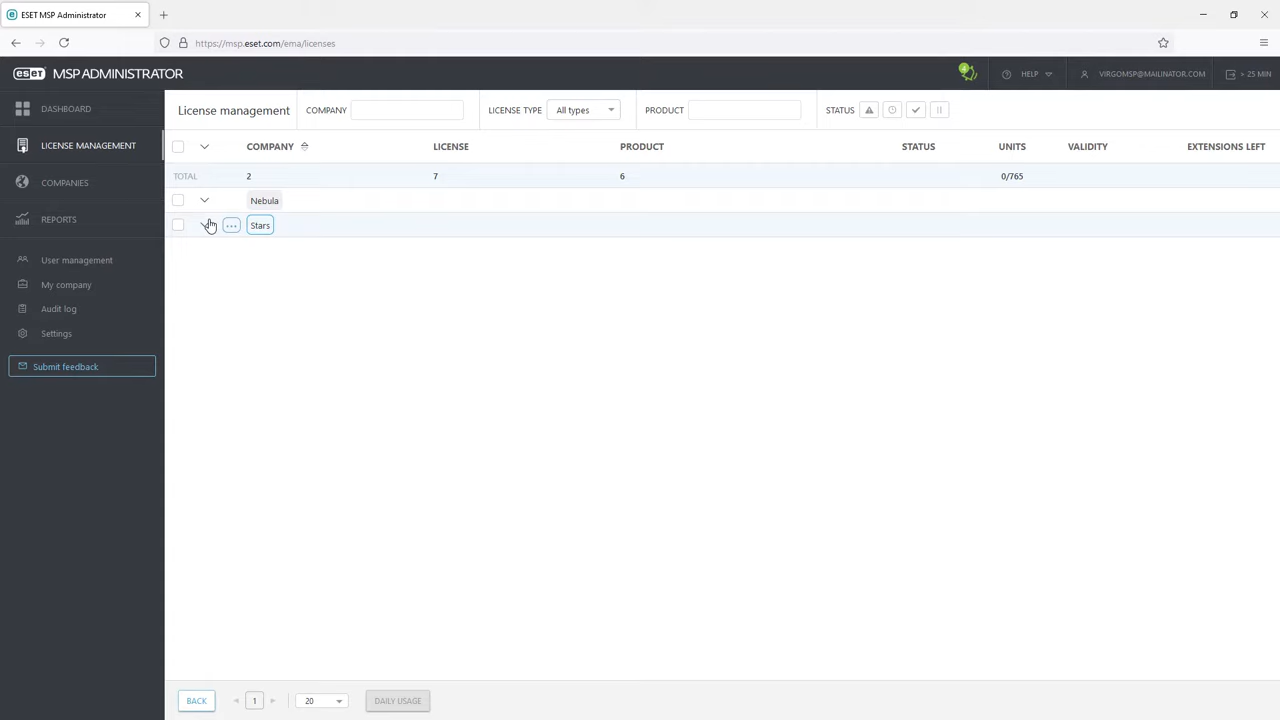 ESET MSP Administrator
https://msp.eset.com/ema/licenses
eset MSP ADMINISTRATOR
4
HELP
VIRGOMSP@MAILINATOR.COM
> 25 MIN
DASHBOARD
LICENSE MANAGEMENT
COMPANIES
REPORTS
User management
My company
Audit log
Settings
Submit feedback
License management
COMPANY
LICENSE TYPE All types
PRODUCT
STATUS
COMPANY LICENSE PRODUCT STATUS UNITS VALIDITY EXTENSIONS LEFT
TOTAL 2 7 6 0/765
Nebula
... Stars
BACK 1 20 DAILY USAGE